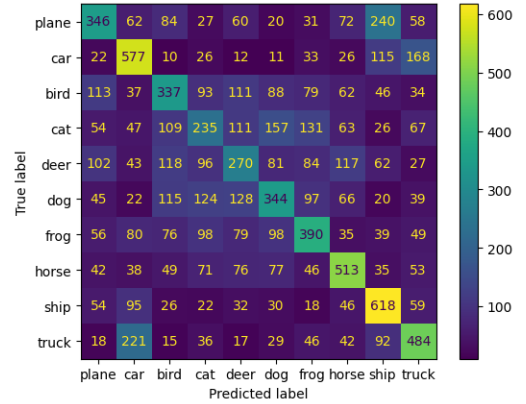 plane 346 62 84 27 60 20 31 72 240 58
car 22 577 10 26 12 11 33 26 115 168
bird 113 37 337 93 111 88 79 62 46 34
cat 54 47 109 235 111 157 131 63 26 67
deer 102 43 118 96 270 81 84 117 62 27
dog 45 22 115 124 128 344 97 66 20 39
frog 56 80 76 98 79 98 390 35 39 49
horse 42 38 49 71 76 77 46 513 35 53
ship 54 95 26 22 32 30 18 46 618 59
truck 18 221 15 36 17 29 46 42 92 484
plane car bird cat deer dog frog horse ship truck
Predicted label
True label
600
500
400
300
200
100